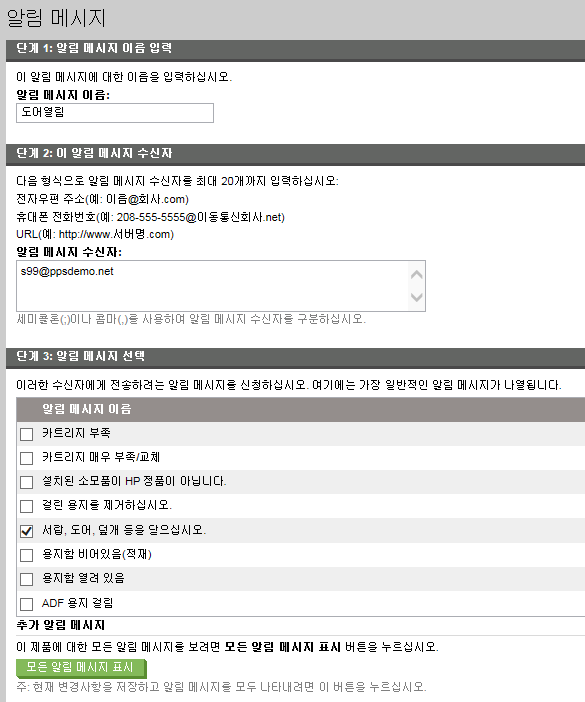 알림 메시지
단계 1: 알림 메시지 이름 입력
이 알림 메시지에 대한 이름을 입력하십시오.
알림 메시지 이름:
도어열림
단계 2: 이 알림 메시지 수신자
다음 형식으로 알림 메시지 수신자를 최대 20개까지 입력하십시오:
전자우편 주소(예: 이름@회사.com)
휴대폰 전화번호(예: 208-555-5555@이동통신회사.net)
URL(예: http://www.서버명.com)
알림 메시지 수신자:
s99@ppsdemo.net
세미콜론(;)이나 콤마(,)를 사용하여 알림 메시지 수신자를 구분하십시오.
단계 3: 알림 메시지 선택
이러한 수신자에게 전송하려는 알림 메시지를 신청하십시오. 여기에는 가장 일반적인 알림 메시지가 나열됩니다.
알림 메시지 이름
카트리지 부족
카트리지 매우 부족/교체
설치된 소모품이 HP 정품이 아닙니다.
걸린 용지를 제거하십시오.
서랍, 도어, 덮개 등을 닫으십시오.
용지함 비어있음(적재)
용지함 열려 있음
ADF 용지 걸림
추가 알림 메시지
이 제품에 대한 모든 알림 메시지를 보려면 모든 알림 메시지 표시 버튼을 누르십시오.
모든 알림 메시지 표시
주: 현재 변경사항을 저장하고 알림 메시지를 모두 나타내려면 이 버튼을 누르십시오.